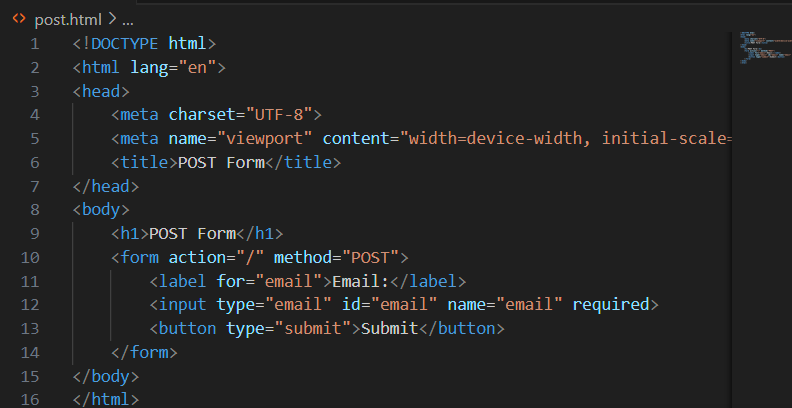 post.html > ...
1 <!DOCTYPE html>
2 <html lang="en">
3 <head>
4 <meta charset="UTF-8">
5 <meta name="viewport" content="width=device-width, initial-scale=
6 <title>POST Form</title>
7 </head>
8 <body>
9 <h1>POST Form</h1>
10 <form action="/" method="POST">
11 <label for="email">Email:</label>
12 <input type="email" id="email" name="email" required>
13 <button type="submit">Submit</button>
14 </form>
15 </body>
16 </html>